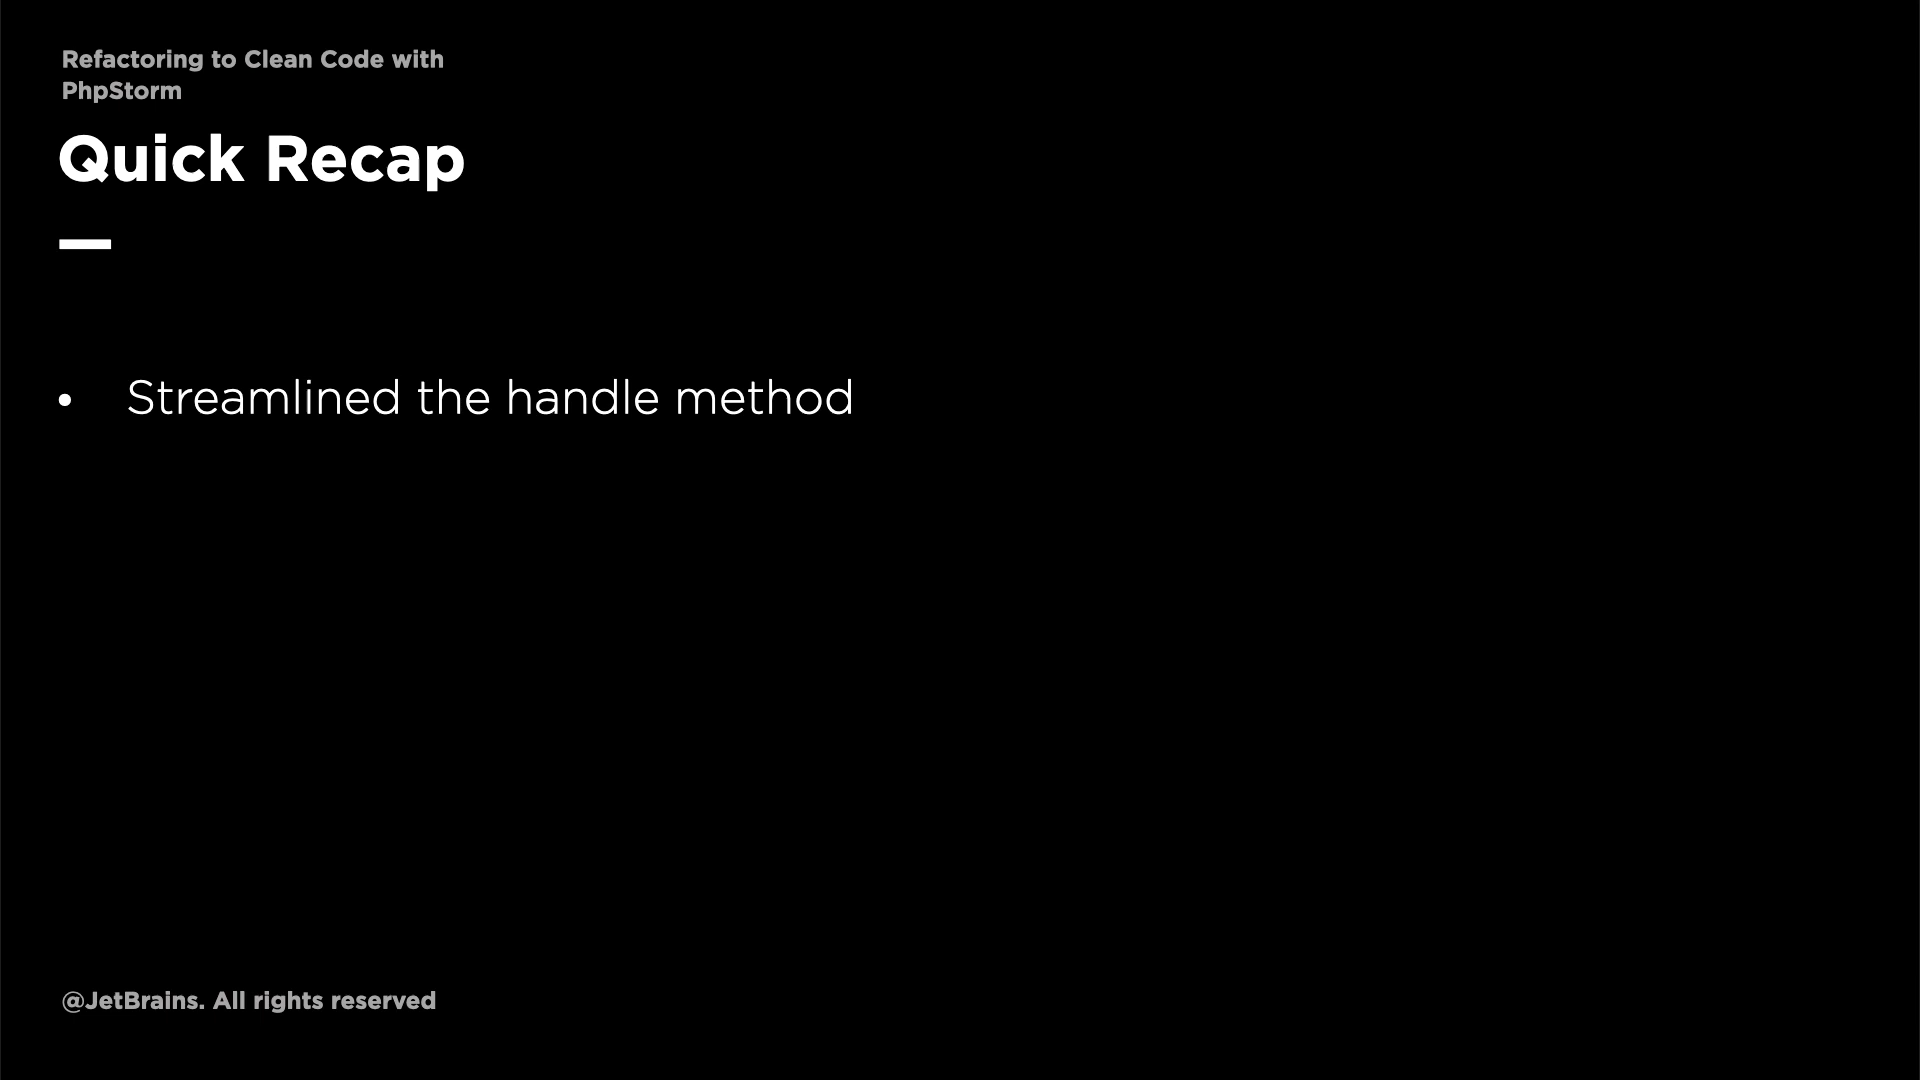 Refactoring to Clean Code with
PhpStorm
Quick Recap
• Streamlined the handle method
@JetBrains. All rights reserved